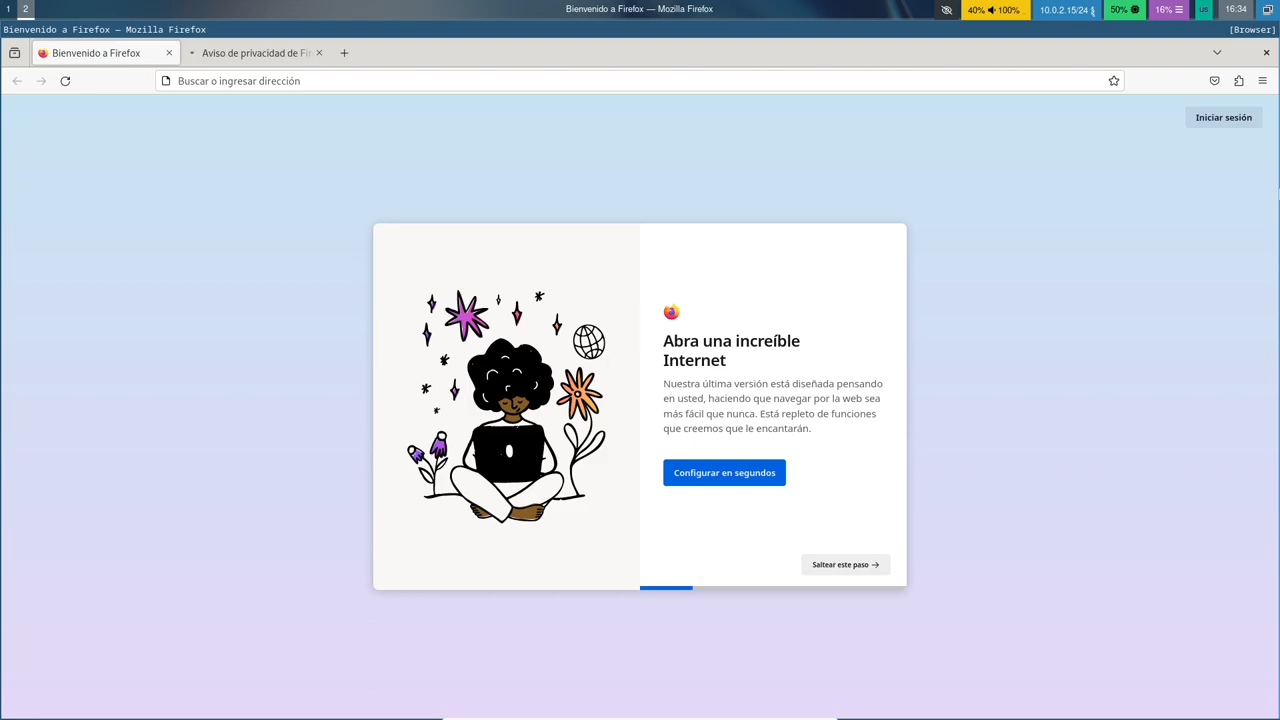 1 2 Bienvenido a Firefox — Mozilla Firefox 40% 100% 10.0.2.15/24 50% 16% us 16:34
Bienvenido a Firefox — Mozilla Firefox [Browser]
Bienvenido a Firefox Aviso de privacidad de Fir
Buscar o ingresar dirección
Iniciar sesión
Abra una increíble
Internet
Nuestra última versión está diseñada pensando
en usted, haciendo que navegar por la web sea
más fácil que nunca. Está repleto de funciones
que creemos que le encantarán.
Configurar en segundos
Saltear este paso